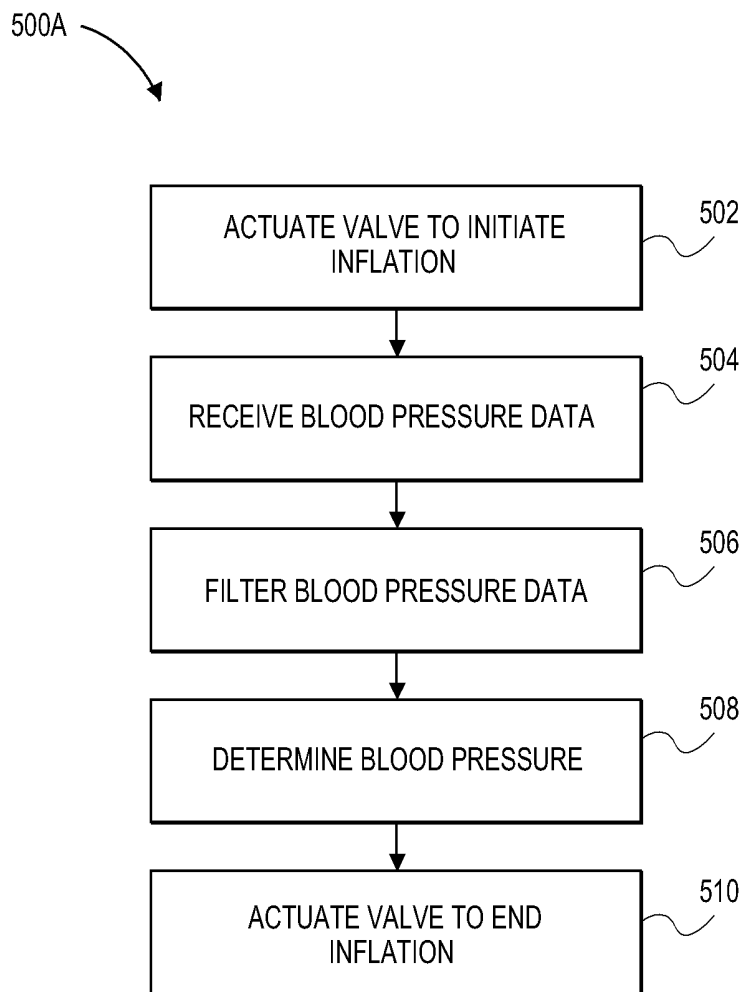 500A
ACTUATE VALVE TO INITIATE
INFLATION
502
RECEIVE BLOOD PRESSURE DATA
504
FILTER BLOOD PRESSURE DATA
506
DETERMINE BLOOD PRESSURE
508
ACTUATE VALVE TO END
INFLATION
510